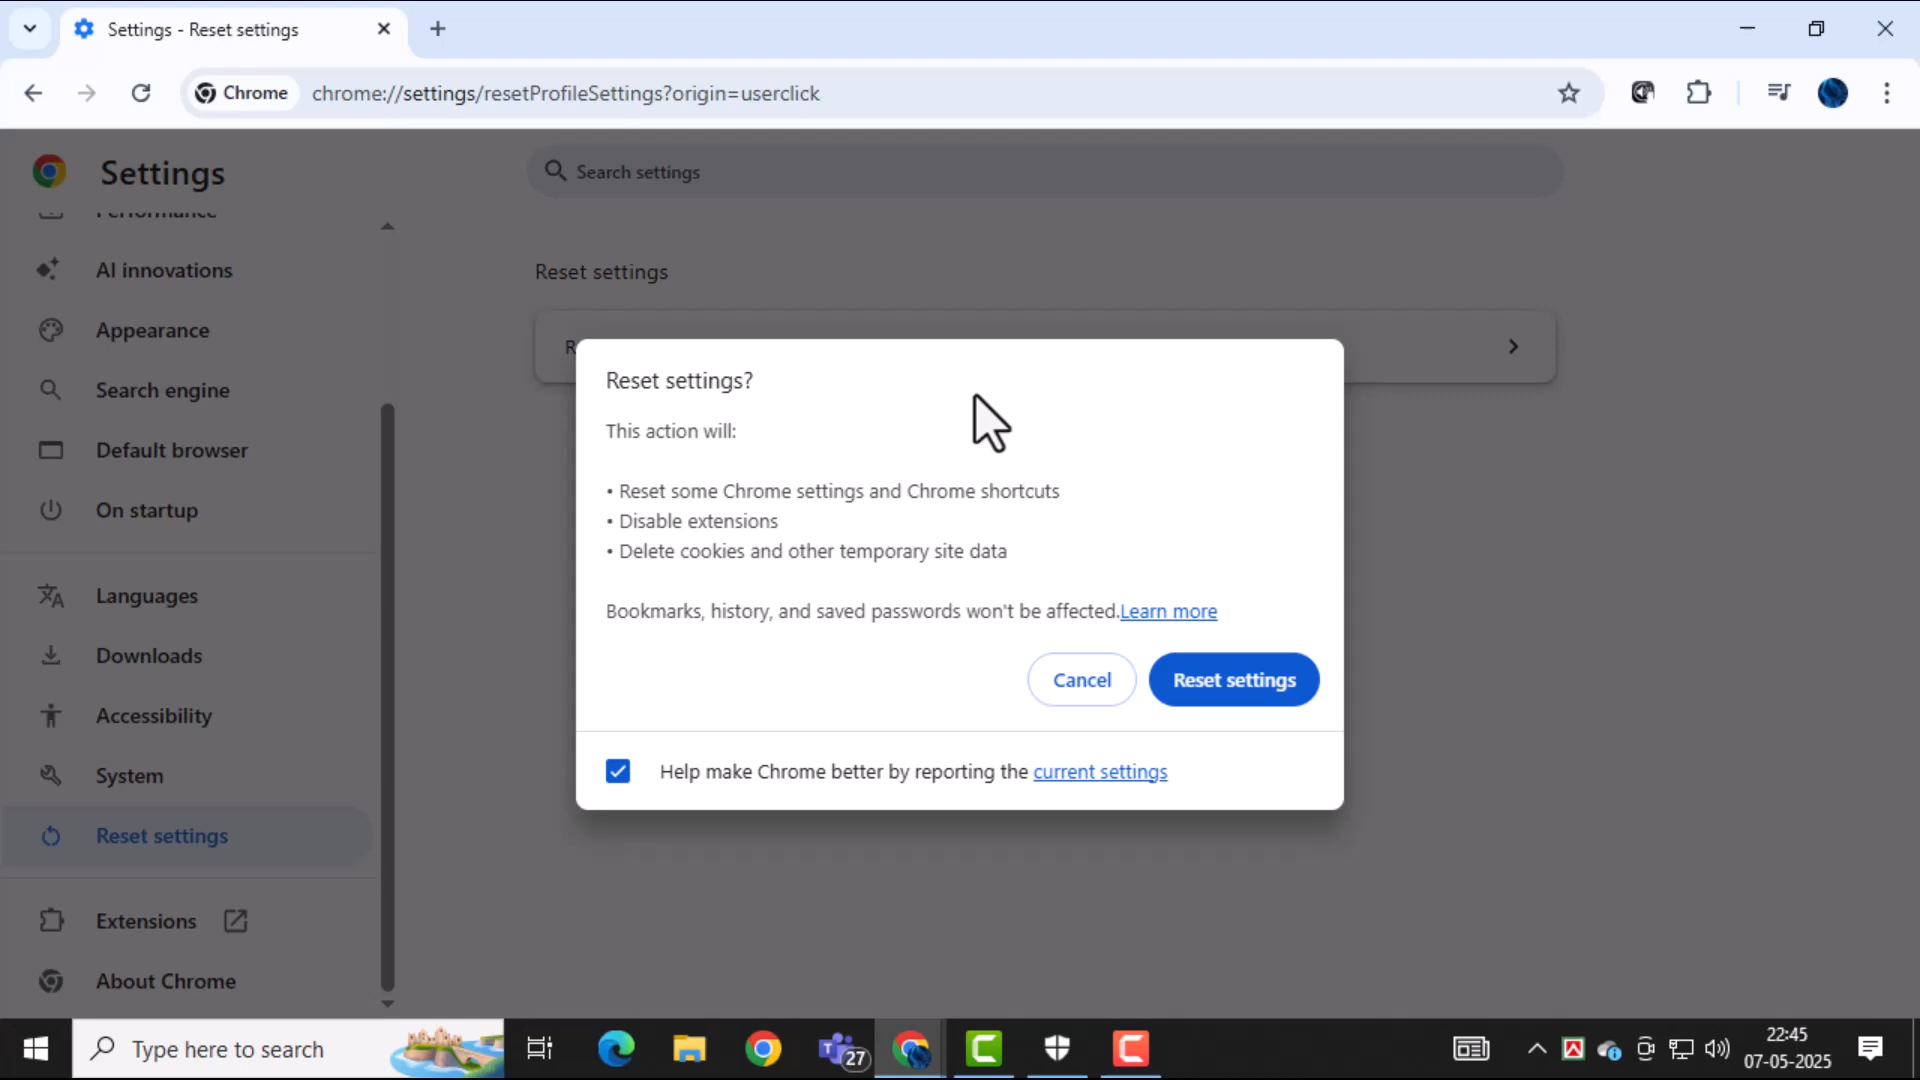 Settings - Reset settings
Chrome
chrome://settings/resetProfileSettings?origin=userclick
Settings
Search settings
Performance
AI innovations
Appearance
Search engine
Default browser
On startup
Languages
Downloads
Accessibility
System
Reset settings
Extensions
About Chrome
Reset settings
R
Reset settings?
This action will:
• Reset some Chrome settings and Chrome shortcuts
• Disable extensions
• Delete cookies and other temporary site data
Bookmarks, history, and saved passwords won't be affected.Learn more
Cancel
Reset settings
Help make Chrome better by reporting the current settings
Type here to search
T
27
22:45
07-05-2025